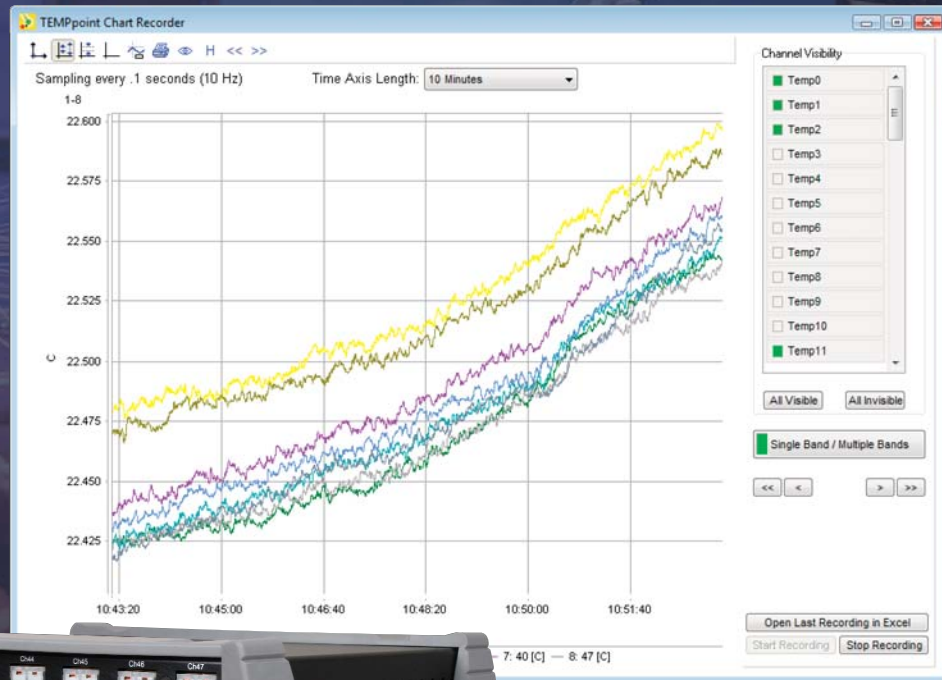 TEMPpoint Chart Recorder
H << >>
Sampling every .1 seconds (10 Hz)
Time Axis Length: 10 Minutes
1-8
22.600
22.575
22.550
22.525
22.500
22.475
22.450
22.425
C
10:43:20 10:45:00 10:46:40 10:48:20 10:50:00 10:51:40
7: 40 [C] 8: 47 [C]
Channel Visibility
Temp0
Temp1
Temp2
Temp3
Temp4
Temp5
Temp6
Temp7
Temp8
Temp9
Temp10
Temp11
All Visible All Invisible
Single Band / Multiple Bands
<< < > >>
Open Last Recording in Excel
Start Recording Stop Recording
Ch44 Ch45 Ch46 Ch47